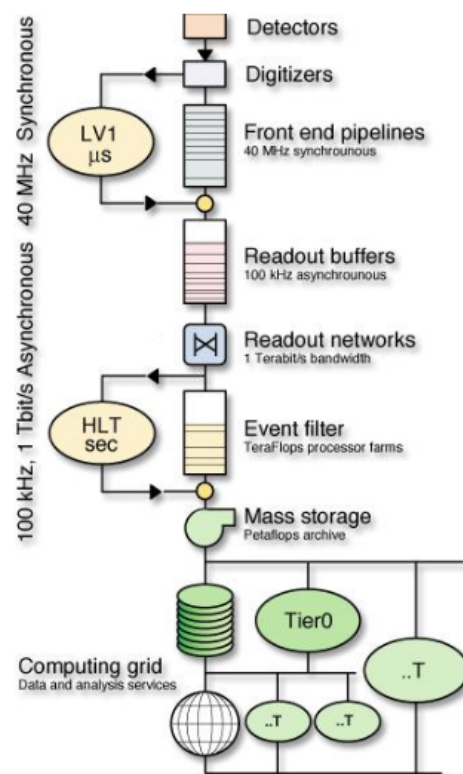 Detectors
Digitizers
40 MHz Synchronous
LV1
μs
Front end pipelines
40 MHz synchrounous
Readout buffers
100 kHz asynchrounous
100 kHz, 1 Tbit/s Asynchronous
Readout networks
1 Terabit/s bandwidth
HLT
sec
Event filter
TeraFlops processor farms
Mass storage
Petaflops archive
Tier0
..T
Computing grid
Data and analysis services
..T
..T